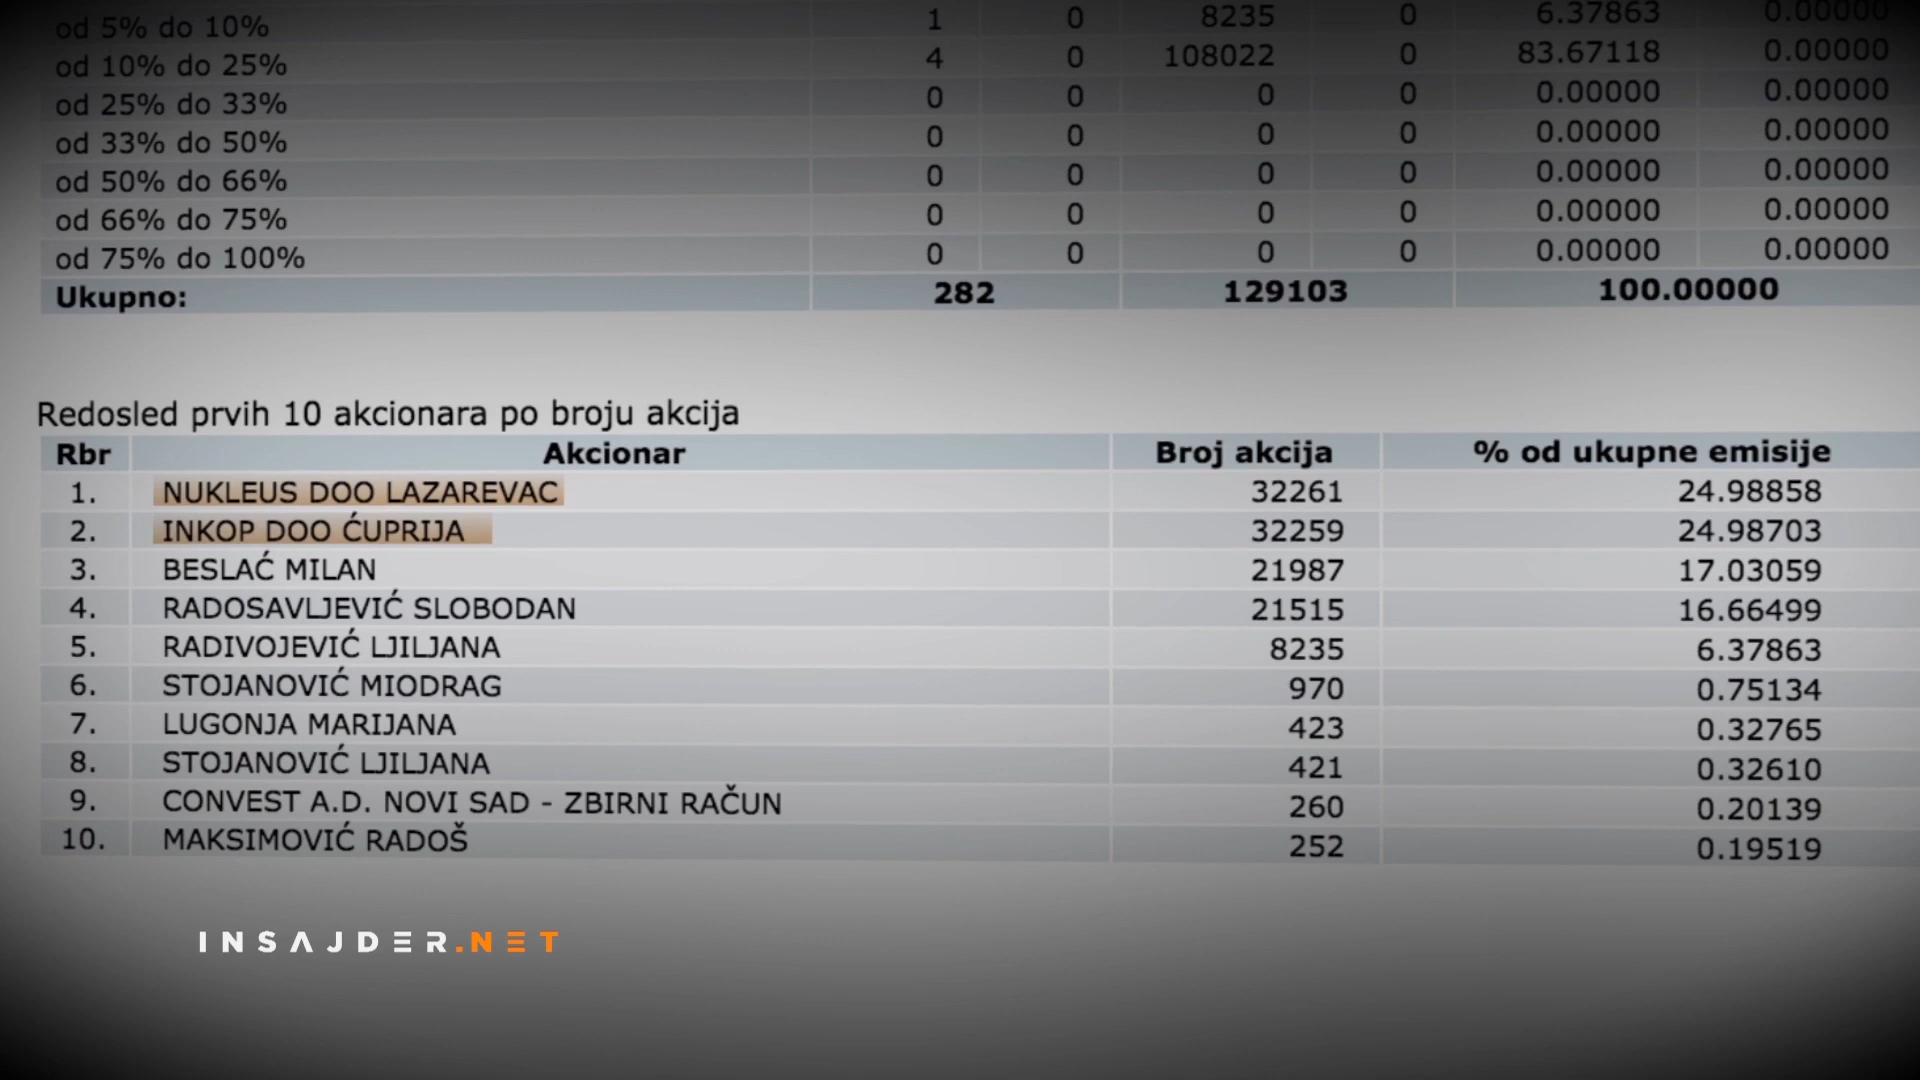 od 5% do 10% 1 0 8235 0 6.37863 0.00000
od 10% do 25% 4 0 108022 0 83.67118 0.00000
od 25% do 33% 0 0 0 0 0.00000 0.00000
od 33% do 50% 0 0 0 0 0.00000 0.00000
od 50% do 66% 0 0 0 0 0.00000 0.00000
od 66% do 75% 0 0 0 0 0.00000 0.00000
od 75% do 100% 0 0 0 0 0.00000 0.00000
Ukupno: 282 129103 100.00000
Redosled prvih 10 akcionara po broju akcija
Rbr Akcionar Broj akcija % od ukupne emisije
1. NUKLEUS DOO LAZAREVAC 32261 24.98858
2. INKOP DOO ĆUPRIJA 32259 24.98703
3. BESLAĆ MILAN 21987 17.03059
4. RADOSAVLJEVIĆ SLOBODAN 21515 16.66499
5. RADIVOJEVIĆ LJILJANA 8235 6.37863
6. STOJANOVIĆ MIODRAG 970 0.75134
7. LUGONJA MARIJANA 423 0.32765
8. STOJANOVIĆ LJILJANA 421 0.32610
9. CONVEST A.D. NOVI SAD - ZBIRNI RAČUN 260 0.20139
10. MAKSIMOVIĆ RADOŠ 252 0.19519
INSAJDER.NET